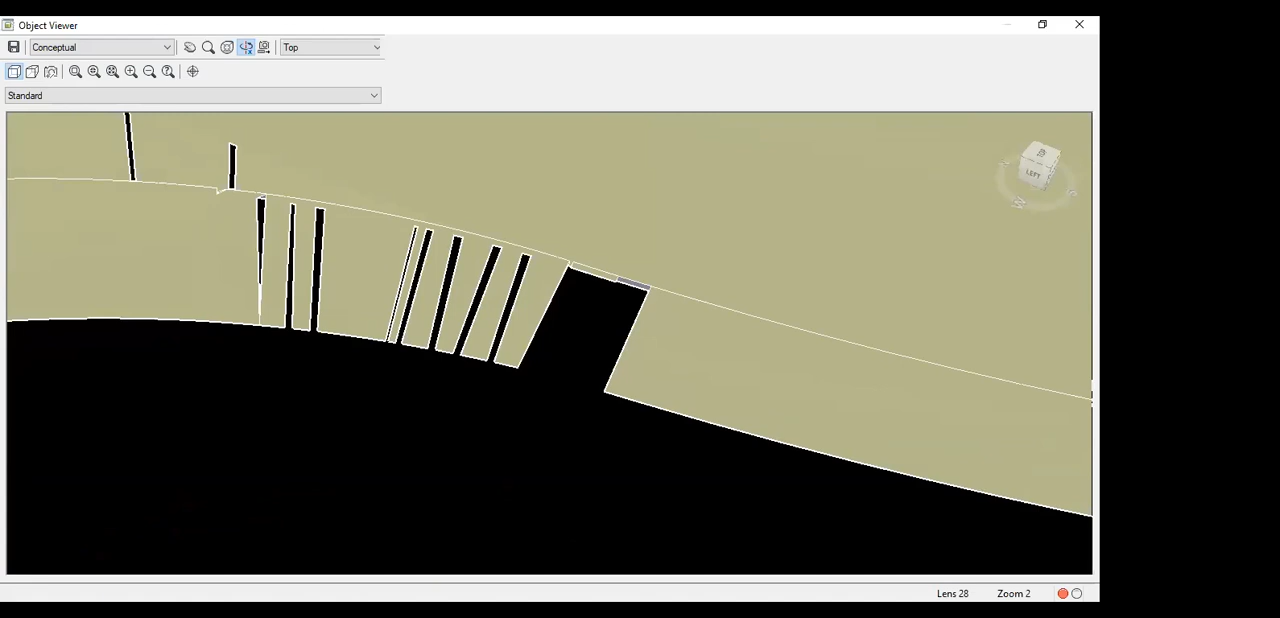 Object Viewer
Conceptual
Top
Standard
LEFT
W
Lens 28
Zoom 2